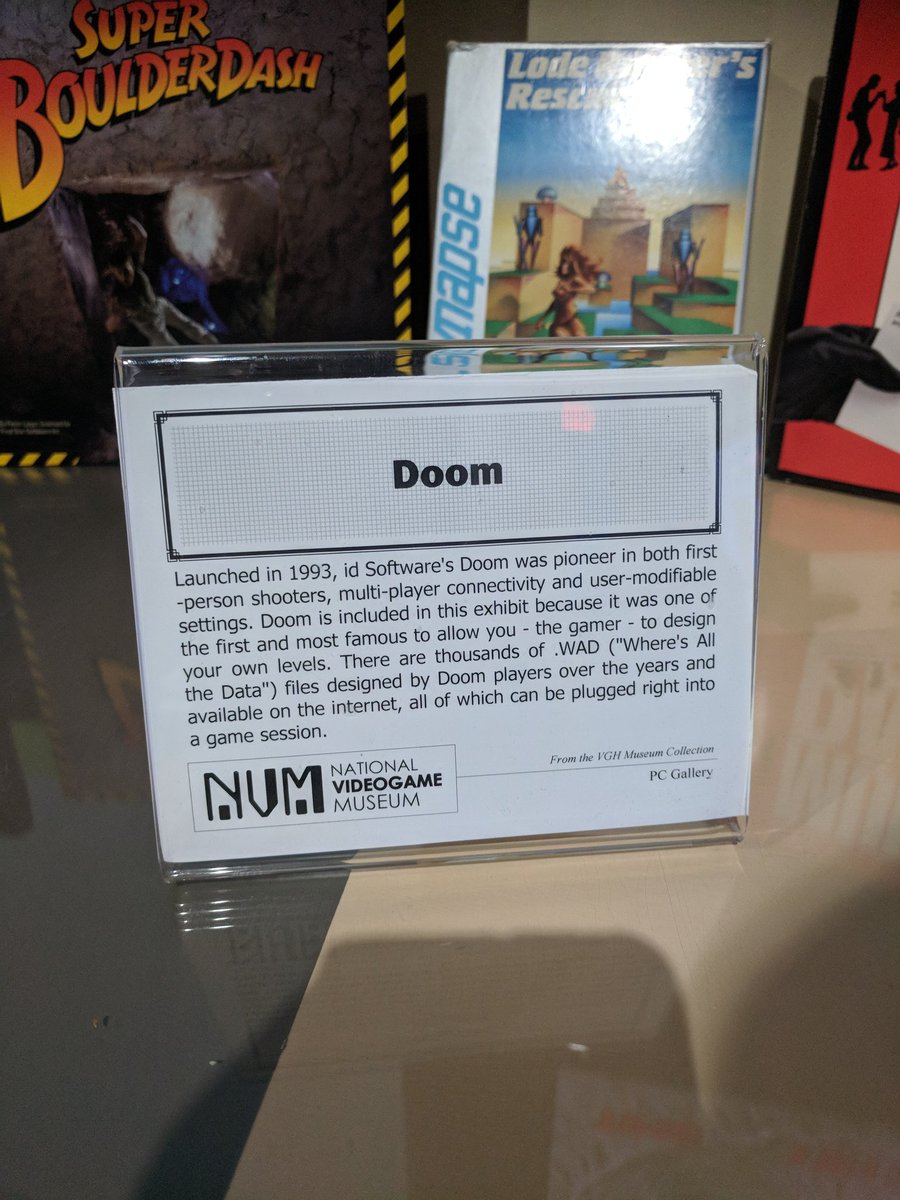 SUPER
BOULDERDASH
Lode Runner's
Doom
Launched in 1993, id Software's Doom was pioneer in both first
-person shooters, multi-player connectivity and user-modifiable
settings. Doom is included in this exhibit because it was one of
the first and most famous to allow you - the gamer - to design
your own levels. There are thousands of .WAD ("Where's All
the Data") files designed by Doom players over the years and
available on the internet, all of which can be plugged right into
a game session.
NVM
NATIONAL
VIDEOGAME
MUSEUM
From the VGH Museum Collection
PC Gallery